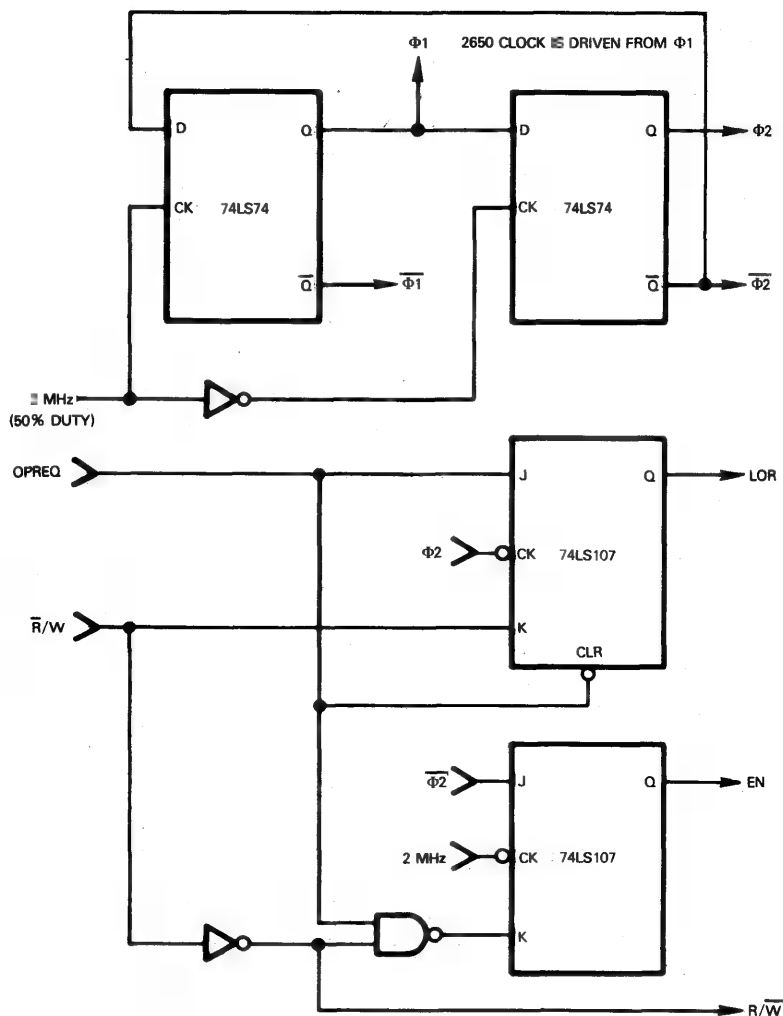 Φ1 2650 CLOCK IS DRIVEN FROM Φ1
D Q D Q Φ2
CK 74LS74 CK 74LS74
Q̅ Φ̅1̅ Q̅ Φ̅2̅
MHz
(50% DUTY)
OPREQ J Q LOR
Φ2 CK 74LS107
R̅/W K
CLR
Φ̅2̅ J Q EN
2 MHz CK 74LS107
K
R/W̅